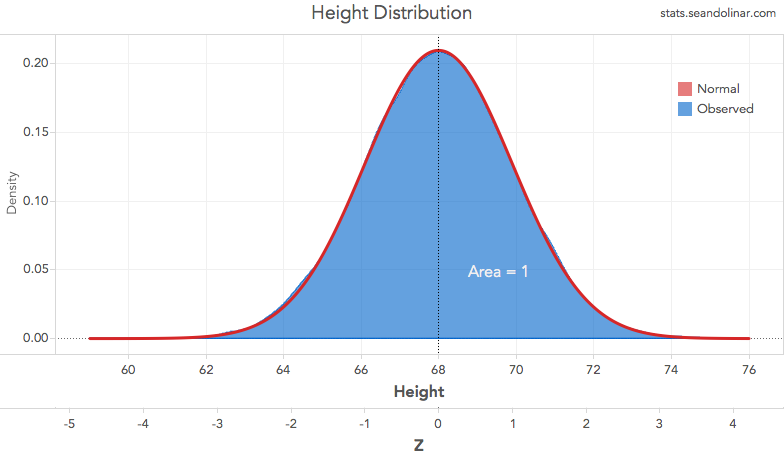 Height Distribution
stats.seandolinar.com
0.20
0.15
0.10
0.05
0.00
Density
Normal
Observed
Area = 1
60 62 64 66 68 70 72 74 76
Height
-5 -4 -3 -2 -1 0 1 2 3 4
Z